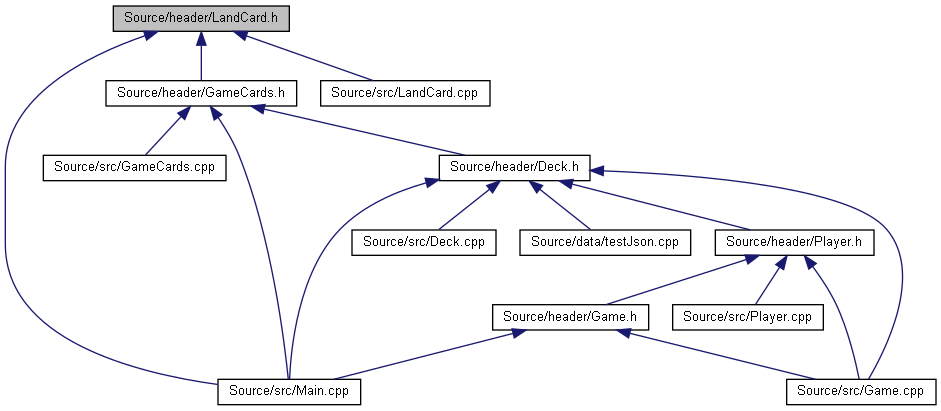 Source/header/LandCard.h
Source/header/GameCards.h
Source/src/LandCard.cpp
Source/src/GameCards.cpp
Source/header/Deck.h
Source/src/Deck.cpp
Source/data/testJson.cpp
Source/header/Player.h
Source/header/Game.h
Source/src/Player.cpp
Source/src/Main.cpp
Source/src/Game.cpp